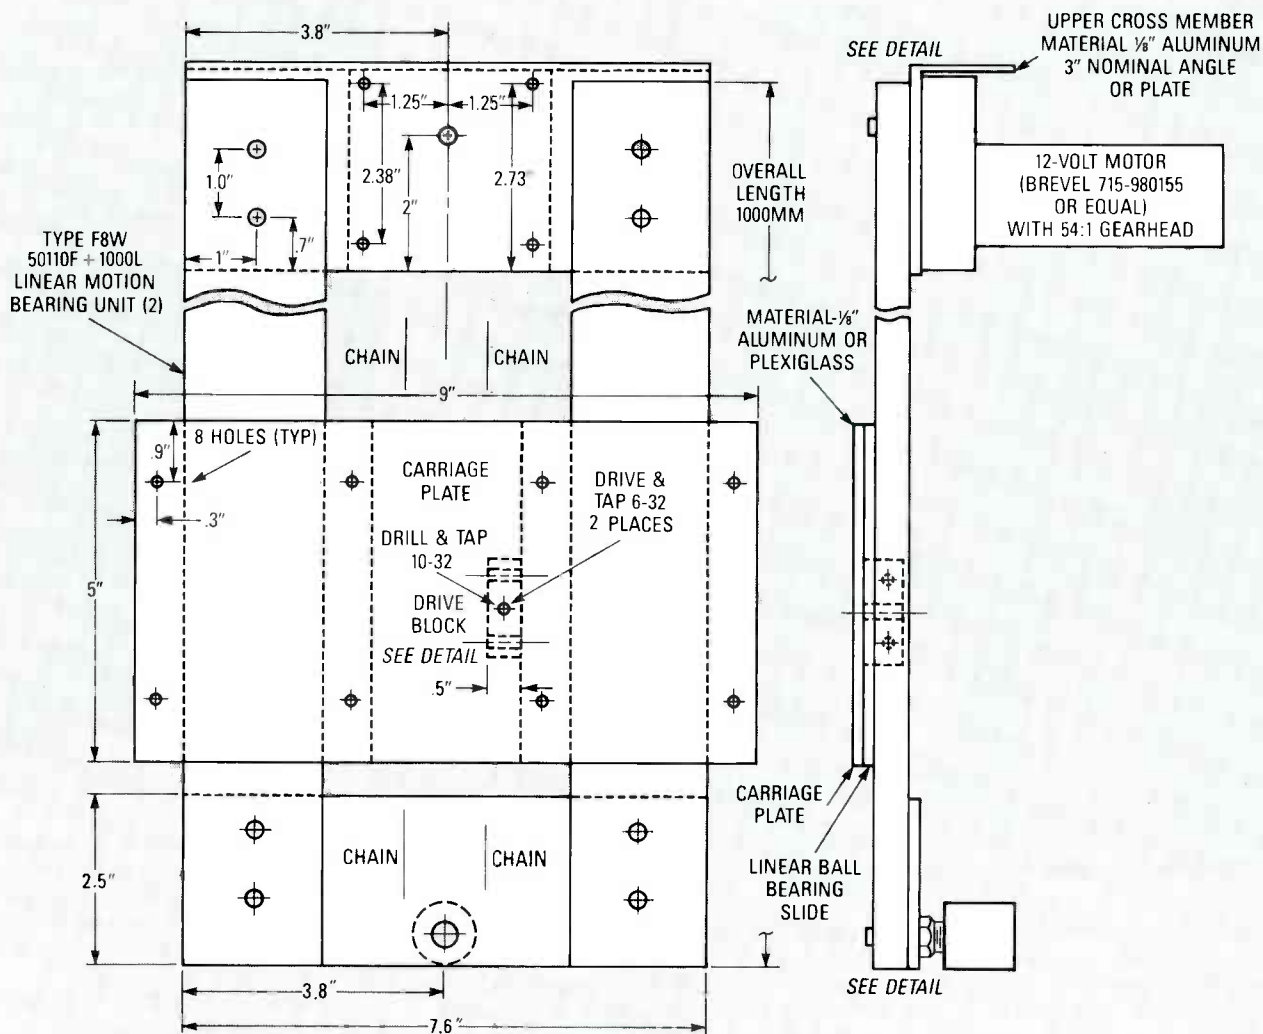 3.8"
SEE DETAIL
UPPER CROSS MEMBER
MATERIAL ⅛" ALUMINUM
3" NOMINAL ANGLE
OR PLATE
1.25"
1.25"
1.0"
2.38"
2"
2.73
OVERALL
LENGTH
1000MM
12-VOLT MOTOR
(BREVEL 715-980155
OR EQUAL)
WITH 54:1 GEARHEAD
.7"
1"
TYPE F8W
50110F + 1000L
LINEAR MOTION
BEARING UNIT (2)
MATERIAL-⅛"
ALUMINUM OR
PLEXIGLASS
CHAIN
CHAIN
9"
.9"
8 HOLES (TYP)
CARRIAGE
PLATE
DRIVE &
TAP 6-32
2 PLACES
.3"
DRILL & TAP
10-32
5"
DRIVE
BLOCK
SEE DETAIL
.5"
CARRIAGE
PLATE
LINEAR BALL
BEARING
SLIDE
2.5"
CHAIN
CHAIN
SEE DETAIL
3.8"
7.6"